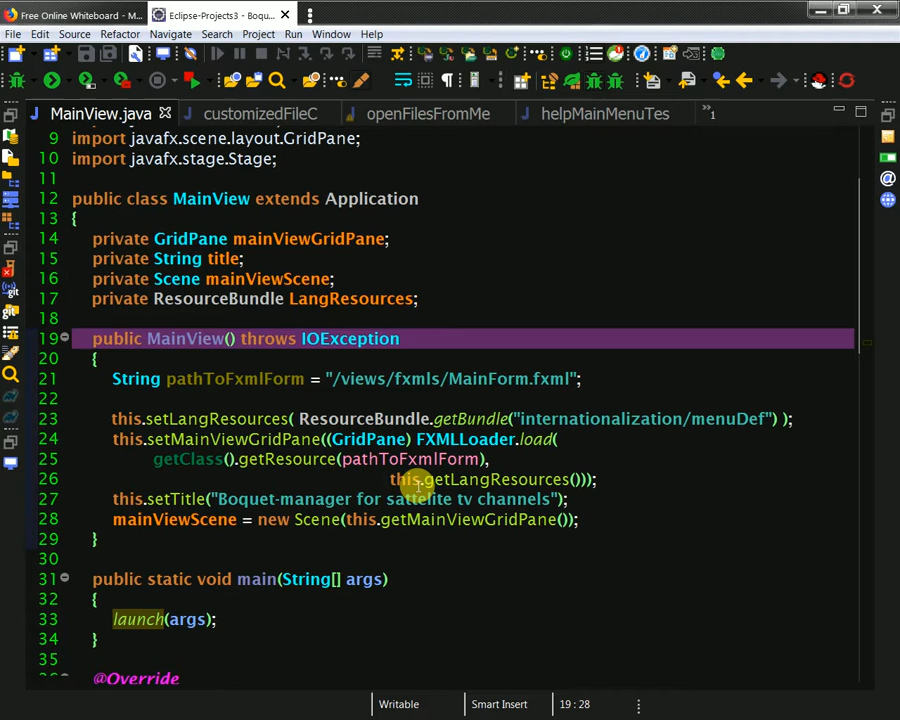 Free Online Whiteboard - M...
Eclipse-Projects3 - Boqu...
File Edit Source Refactor Navigate Search Project Run Window Help
MainView.java customizedFileC openFilesFromMe helpMainMenuTes »1
9 import javafx.scene.layout.GridPane;
10 import javafx.stage.Stage;
11
12 public class MainView extends Application
13 {
14 private GridPane mainViewGridPane;
15 private String title;
16 private Scene mainViewScene;
17 private ResourceBundle LangResources;
18
19 public MainView() throws IOException
20 {
21 String pathToFxmlForm = "/views/fxmls/MainForm.fxml";
22
23 this.setLangResources( ResourceBundle.getBundle("internationalization/menuDef") );
24 this.setMainViewGridPane((GridPane) FXMLLoader.load(
25 getClass().getResource(pathToFxmlForm),
26 this.getLangResources()));
27 this.setTitle("Boquet-manager for sattelite tv channels");
28 mainViewScene = new Scene(this.getMainViewGridPane());
29 }
30
31 public static void main(String[] args)
32 {
33 launch(args);
34 }
35
@Override
Writable Smart Insert 19 : 28